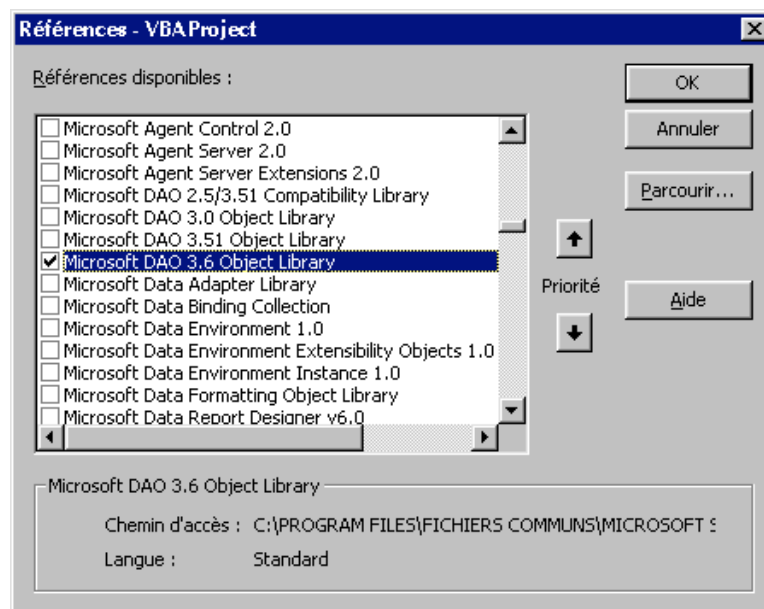 Références - VBAProject
Références disponibles :
OK
Annuler
Parcourir...
Aide
Priorité
Microsoft Agent Control 2.0
Microsoft Agent Server 2.0
Microsoft Agent Server Extensions 2.0
Microsoft DAO 2.5/3.51 Compatibility Library
Microsoft DAO 3.0 Object Library
Microsoft DAO 3.51 Object Library
Microsoft DAO 3.6 Object Library
Microsoft Data Adapter Library
Microsoft Data Binding Collection
Microsoft Data Environment 1.0
Microsoft Data Environment Extensibility Objects 1.0
Microsoft Data Environment Instance 1.0
Microsoft Data Formatting Object Library
Microsoft Data Report Designer v6.0
Microsoft DAO 3.6 Object Library
Chemin d'accès : C:\PROGRAM FILES\FICHIERS COMMUNS\MICROSOFT S
Langue : Standard